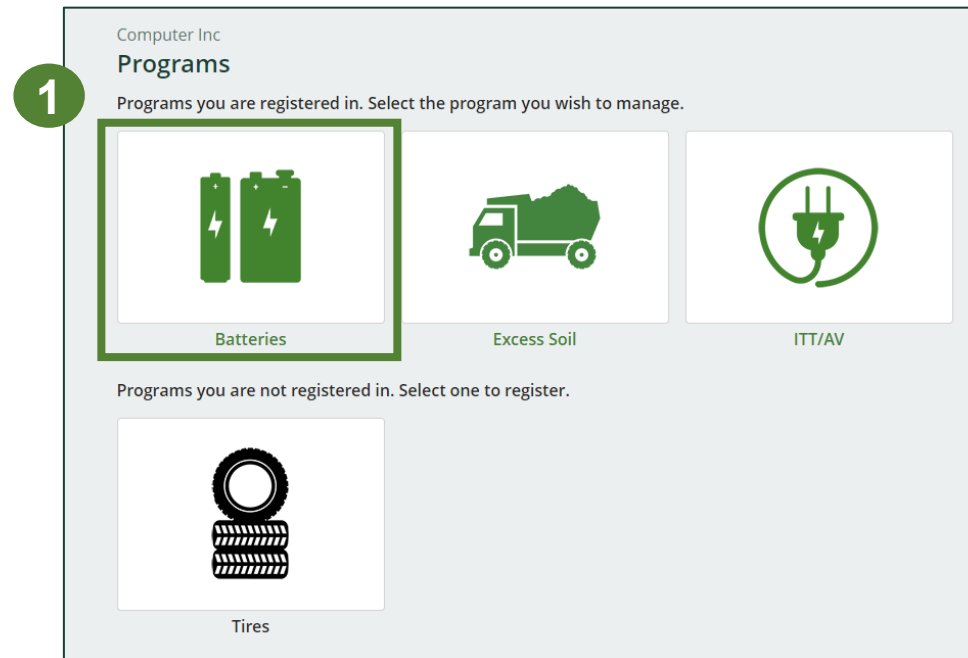 Computer Inc
Programs
1
Programs you are registered in. Select the program you wish to manage.
Batteries
Excess Soil
ITT/AV
Programs you are not registered in. Select one to register.
Tires